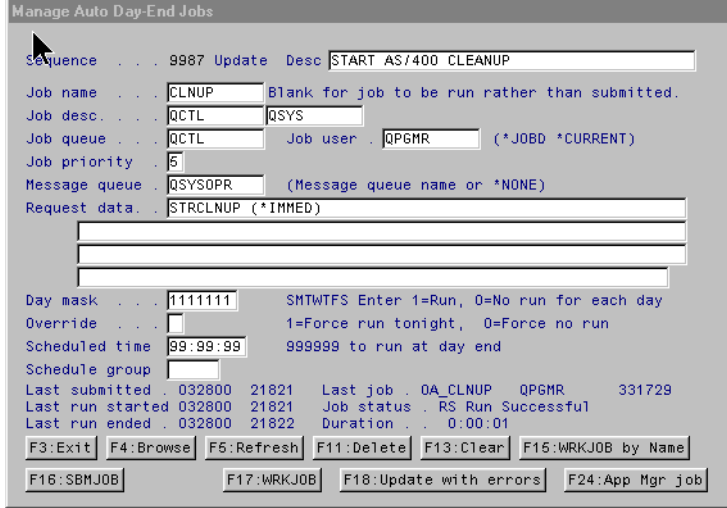 Manage Auto Day-End Jobs
Sequence . . . 9987 Update Desc START AS/400 CLEANUP
Job name . . . CLNUP Blank for job to be run rather than submitted.
Job desc. . . . QCTL QSYS
Job queue . . . QCTL Job user . QPGMR (*JOBD *CURRENT)
Job priority . 5
Message queue . QSYSOPR (Message queue name or *NONE)
Request data. . STRCLNUP (*IMMED)
Day mask . . . 1111111 SMTWTFS Enter 1=Run, 0=No run for each day
Override . . . 1=Force run tonight, 0=Force no run
Scheduled time 99:99:99 999999 to run at day end
Schedule group
Last submitted . 032800 21821 Last job . OA_CLNUP QPGMR 331729
Last run started 032800 21821 Job status . RS Run Successful
Last run ended . 032800 21822 Duration . . 0:00:01
F3:Exit F4:Browse F5:Refresh F11:Delete F13:Clear F15:WRKJOB by Name
F16:SBMJOB F17:WRKJOB F18:Update with errors F24:App Mgr job